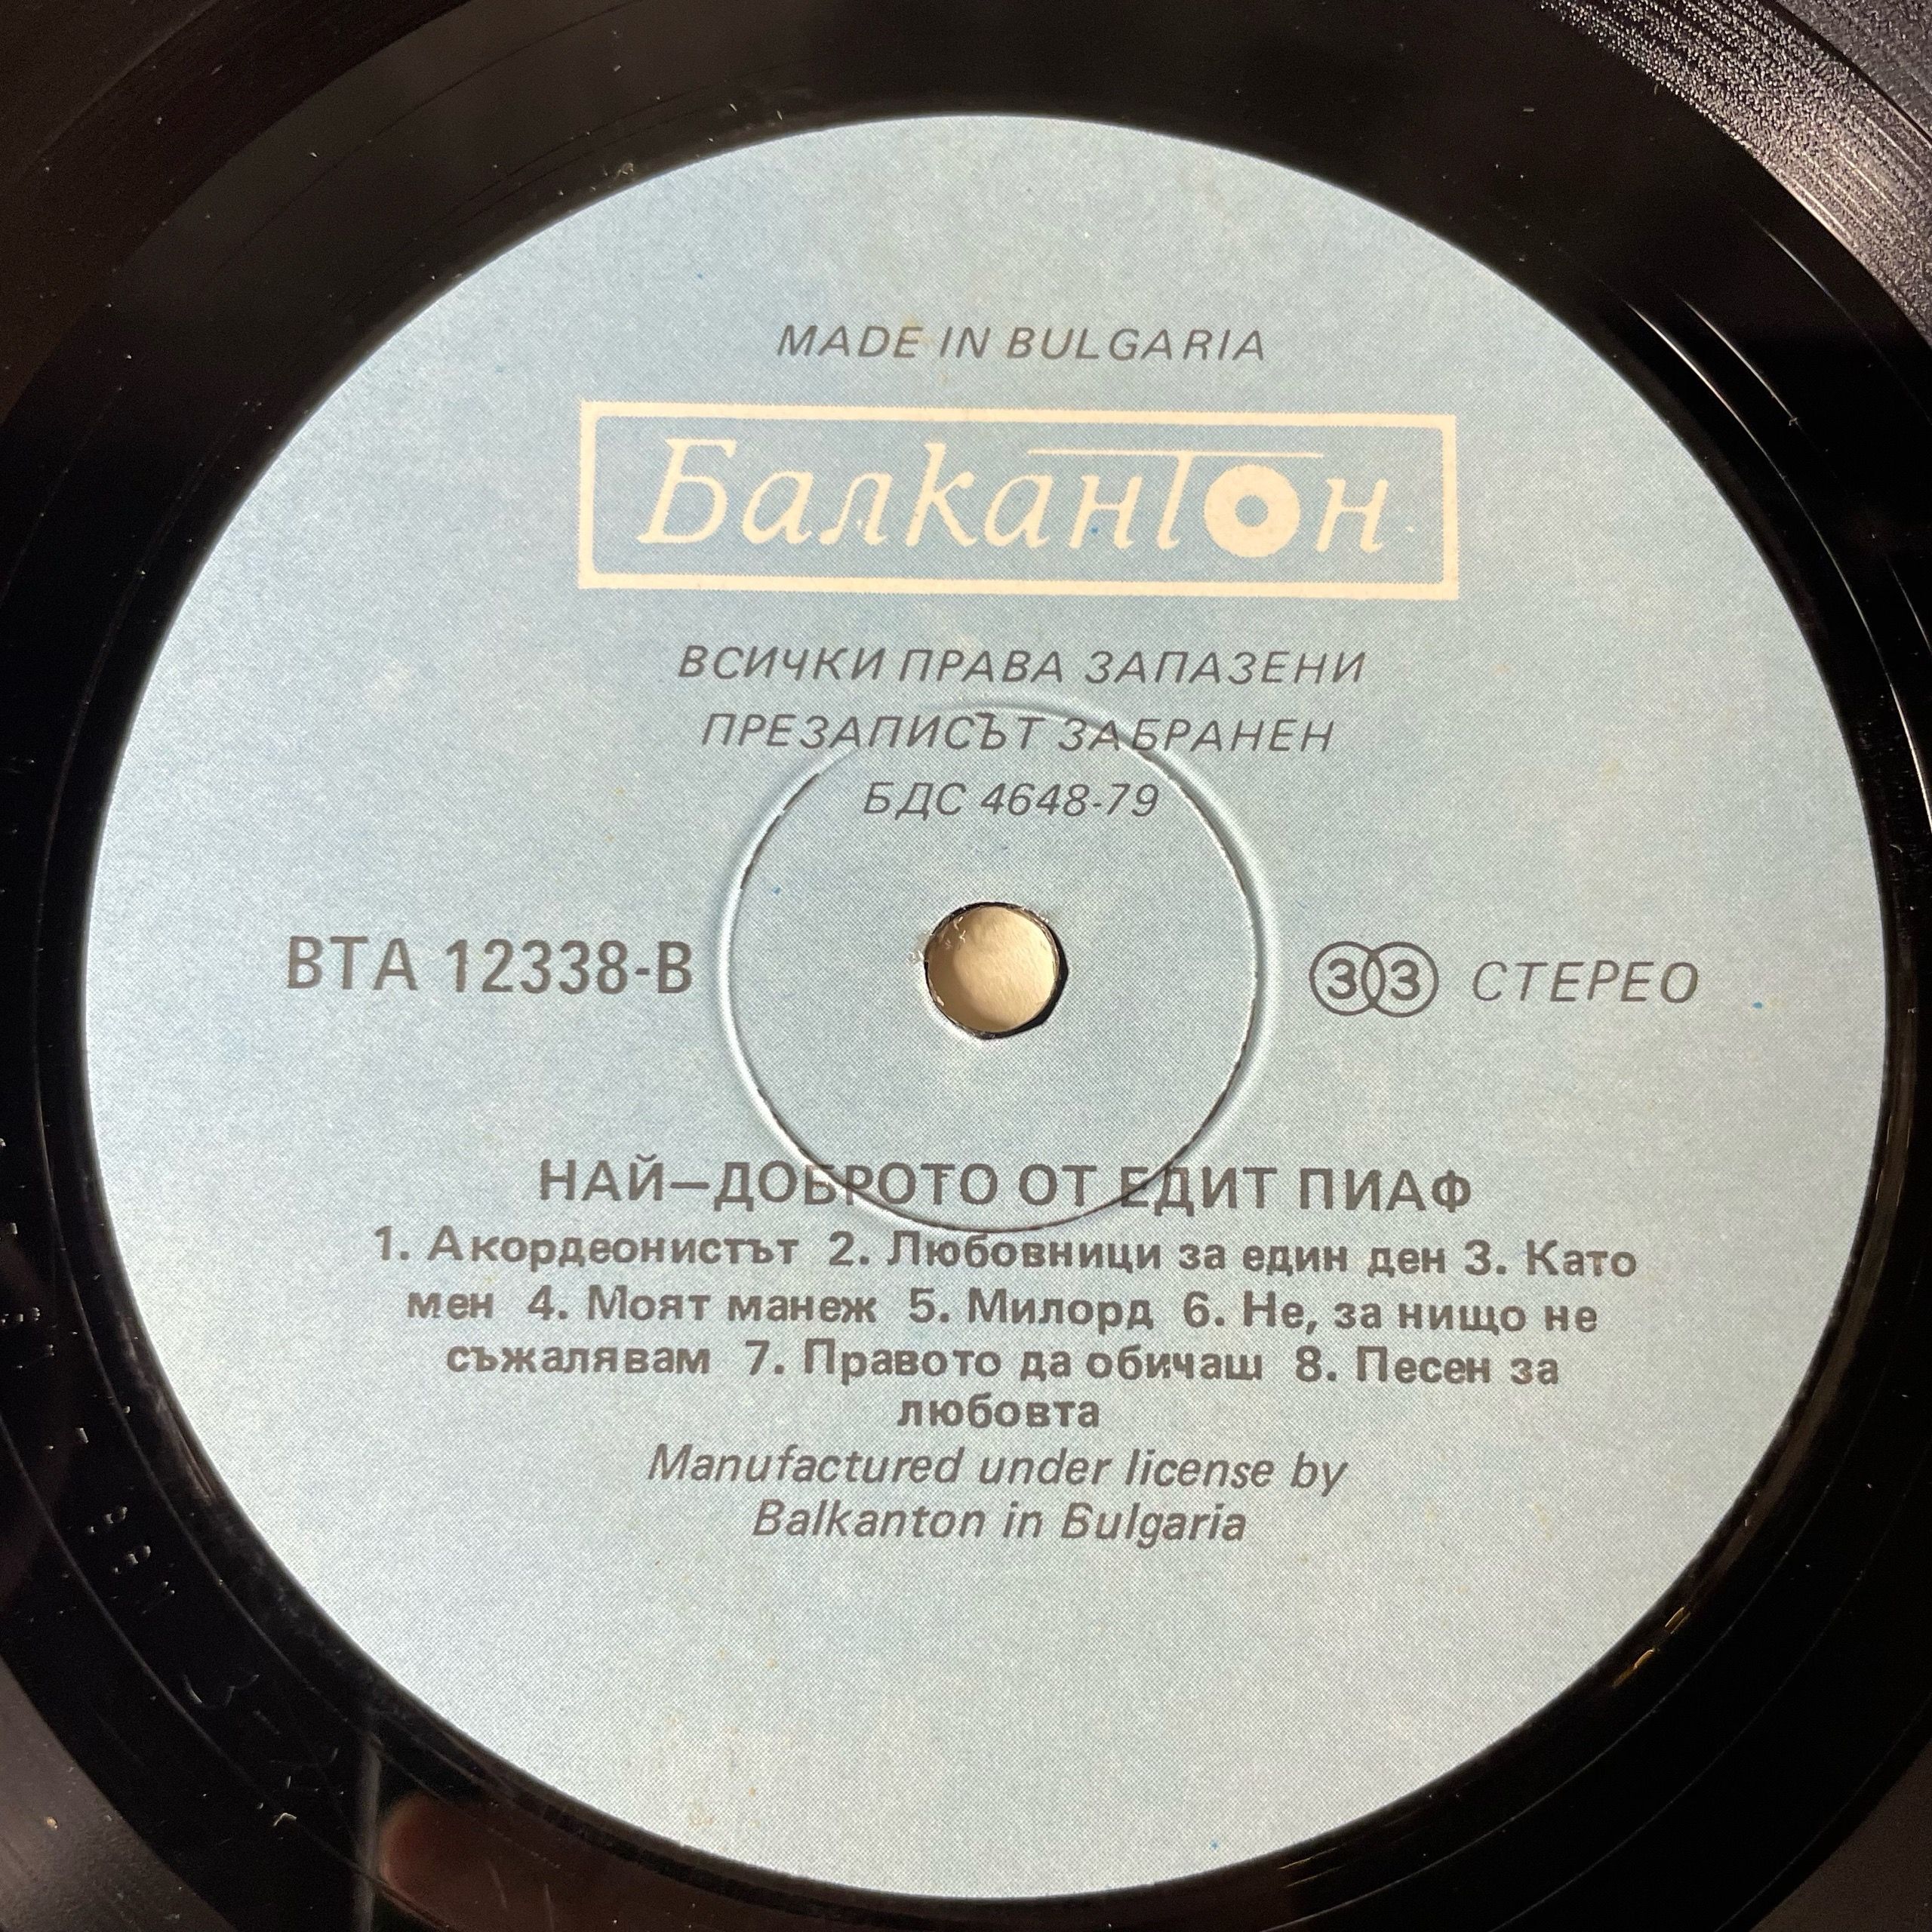 MADE IN BULGARIA
Балкантон
ВСИЧКИ ПРАВА ЗАПАЗЕНИ
ПРЕЗАПИСЪТ ЗАБРАНЕН
БДС 4648-79
ВТА 12338-В
33 СТЕРЕО
НАЙ—ДОБРОТО ОТ ЕДИТ ПИАФ
1. Акордеонистът 2. Любовници за един ден 3. Като
мен 4. Моят манеж 5. Милорд 6. Не, за нищо не
съжалявам 7. Правото да обичаш 8. Песен за
любовта
Manufactured under license by
Balkanton in Bulgaria